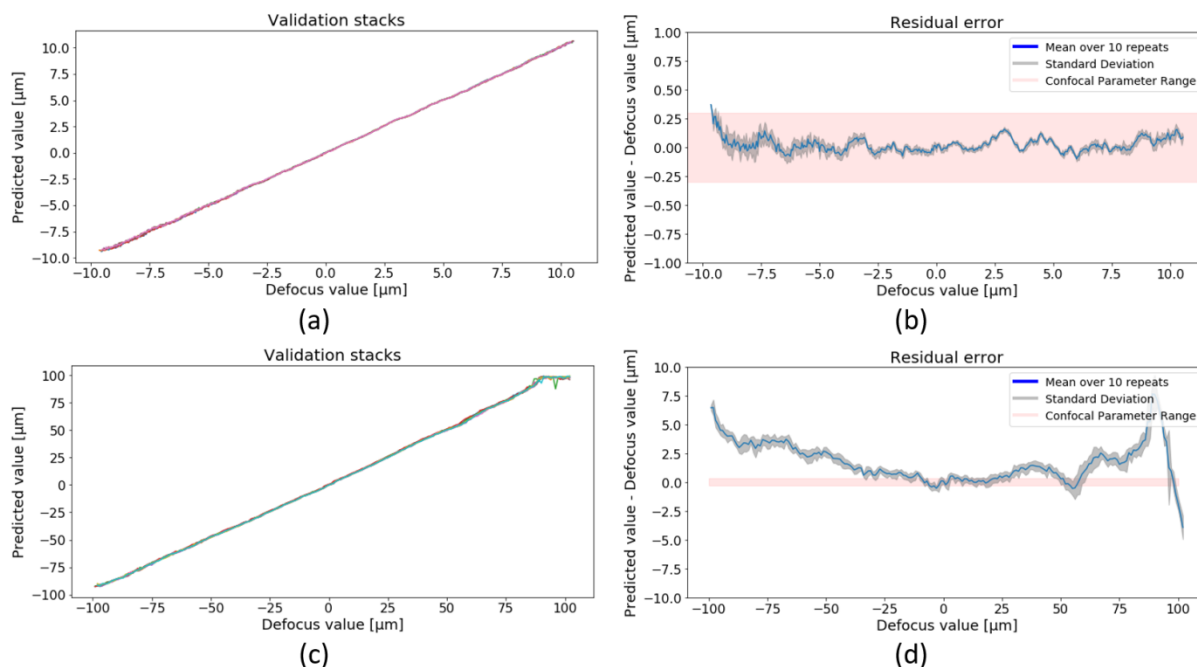 Validation stacks
Predicted value [µm]
10.0
7.5
5.0
2.5
0.0
−2.5
−5.0
−7.5
−10.0
−10.0 −7.5 −5.0 −2.5 0.0 2.5 5.0 7.5 10.0
Defocus value [µm]
(a)
Residual error
Predicted value - Defocus value [µm]
1.00
0.75
0.50
0.25
0.00
−0.25
−0.50
−0.75
−1.00
Mean over 10 repeats
Standard Deviation
Confocal Parameter Range
−10.0 −7.5 −5.0 −2.5 0.0 2.5 5.0 7.5 10.0
Defocus value [µm]
(b)
Validation stacks
Predicted value [µm]
100
75
50
25
0
−25
−50
−75
−100
−100 −75 −50 −25 0 25 50 75 100
Defocus value [µm]
(c)
Residual error
Predicted value - Defocus value [µm]
10.0
7.5
5.0
2.5
0.0
−2.5
−5.0
−7.5
−10.0
Mean over 10 repeats
Standard Deviation
Confocal Parameter Range
−100 −75 −50 −25 0 25 50 75 100
Defocus value [µm]
(d)